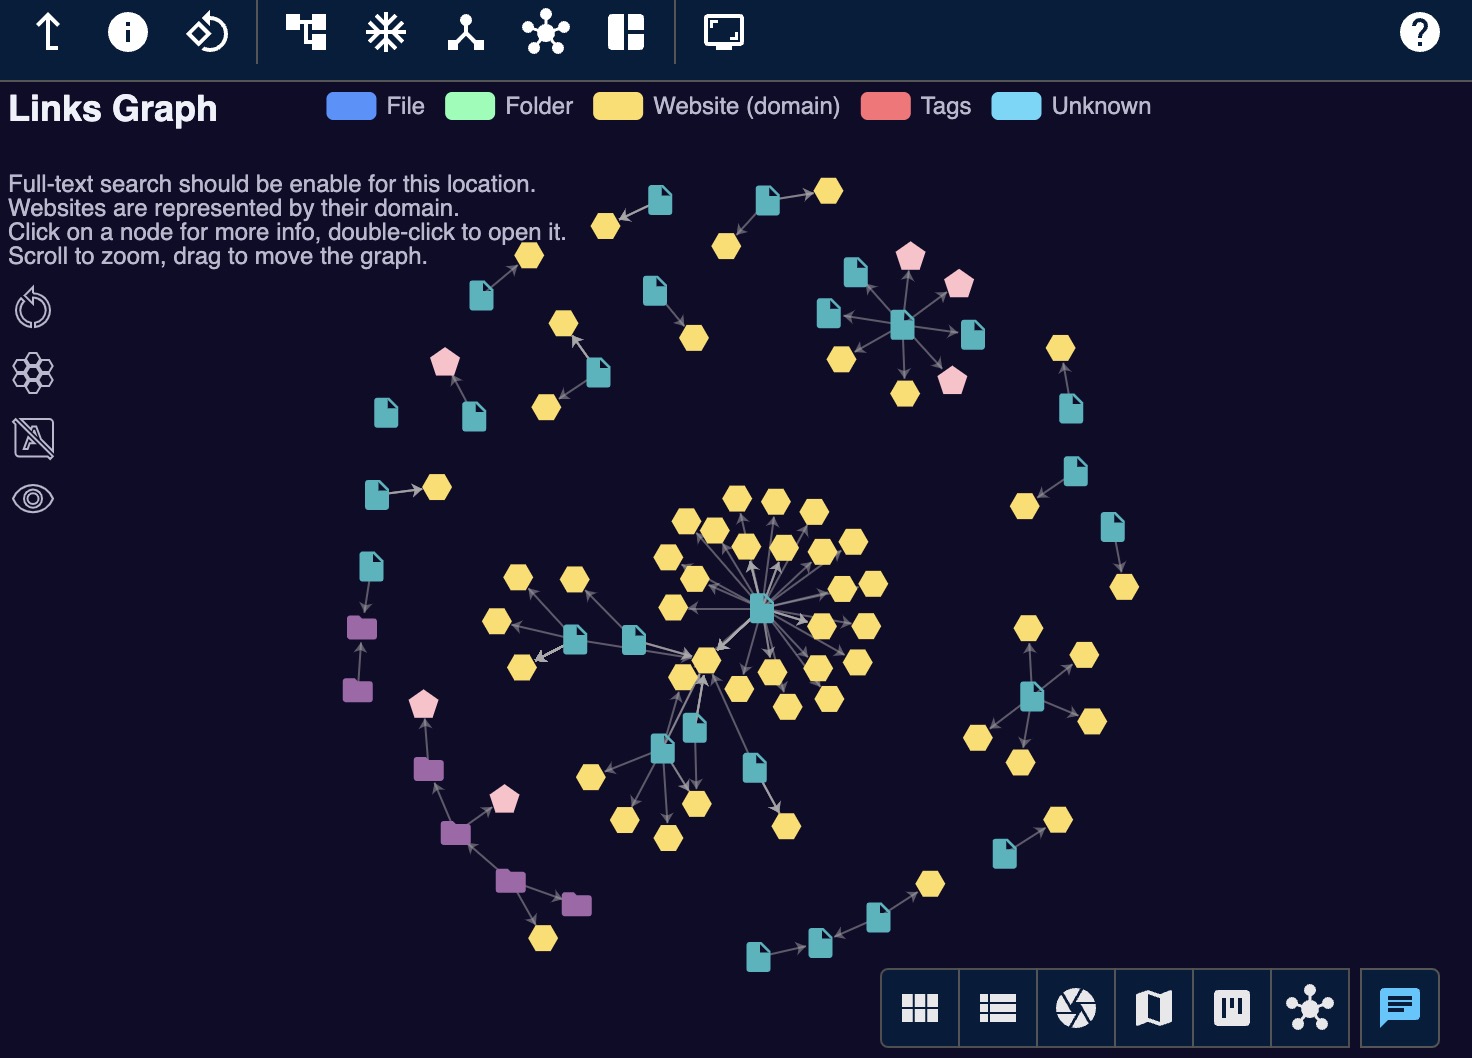 Links Graph
File
Folder
Website (domain)
Tags
Unknown
Full-text search should be enable for this location.
Websites are represented by their domain.
Click on a node for more info, double-click to open it.
Scroll to zoom, drag to move the graph.